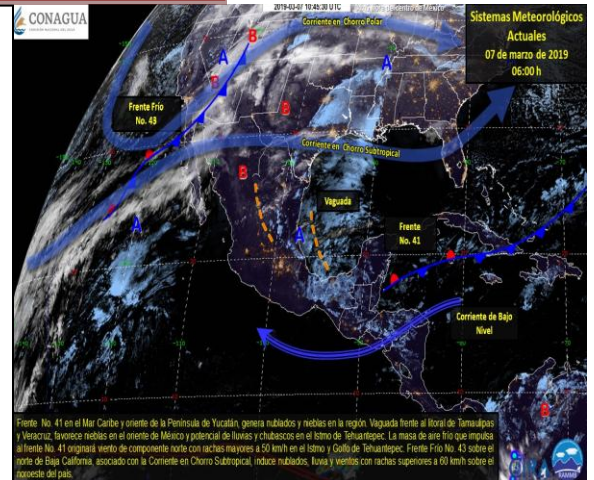 CONAGUA
COMISIÓN NACIONAL DEL AGUA
2019-03-07 10:45:30 UTC
Corriente en Chorro Polar
Sistemas Meteorológicos
Actuales
07 de marzo de 2019
06:00 h
B
A
A
B
Frente Frío
No. 43
B
Corriente en Chorro Subtropical
B
Vaguada
A
A
Frente
No. 41
Corriente de Bajo
Nivel
B
Frente No. 41 en el Mar Caribe y oriente de la Península de Yucatán, genera nublados y nieblas en la región. Vaguada frente al litoral de Tamaulipas
y Veracruz, favorece nieblas en el oriente de México y potencial de lluvias y chubascos en el Istmo de Tehuantepec. La masa de aire frío que impulsa
al frente No. 41 originará viento de componente norte con rachas mayores a 50 km/h en el Istmo y Golfo de Tehuantepec. Frente Frío No. 43 sobre el
norte de Baja California, asociado con la Corriente en Chorro Subtropical, induce nublados, lluvia y vientos con rachas superiores a 60 km/h sobre el
noroeste del país.
CIRA
RAMMB